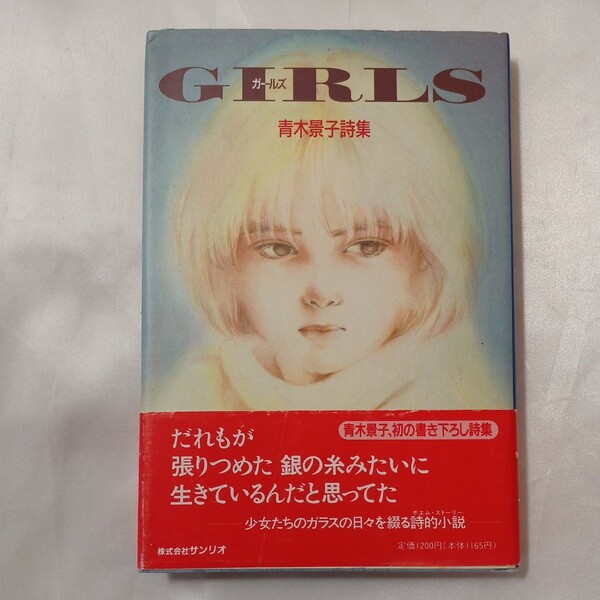 GIRLS
ガールズ
青木景子詩集
青木景子、初の書き下ろし詩集
だれもが
張りつめた 銀の糸みたいに
生きているんだと思ってた
ポエム・ストーリー
少女たちのガラスの日々を綴る詩的小説
株式会社サンリオ
定価1200円(本体1165円)